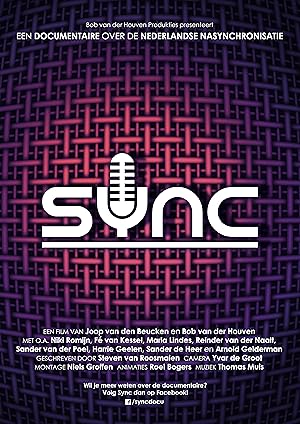 Bob van der Houven Produkties presenteert
EEN DOCUMENTAIRE OVER DE NEDERLANDSE NASYNCHRONISATIE
SYNC
EEN FILM VAN Joop van den Beucken en Bob van der Houven
MET O.A. Niki Romijn, Fé van Kessel, Maria Lindes, Reinder van der Naalt,
Sander van der Poel, Harrie Geelen, Sander de Heer en Arnold Gelderman
GESCHREVEN DOOR Steven van Roosmalen CAMERA Yvar de Groot
MONTAGE Niels Groffen ANIMATIES Roel Bogers MUZIEK Thomas Muis
Wil je meer weten over de documentaire?
Volg Sync dan op Facebook!
f/syncdocu